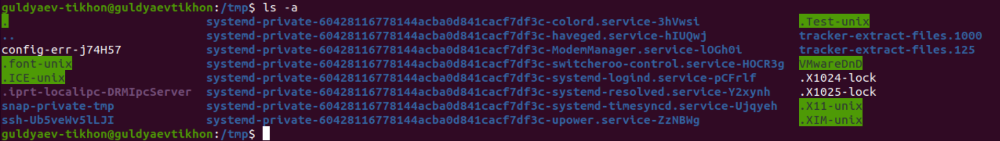 guldyaev-tikhon@guldyaevtikhon:/tmp$ ls -a
. systemd-private-60428116778144acba0d841cacf7df3c-colord.service-3hVwsi .Test-unix
.. systemd-private-60428116778144acba0d841cacf7df3c-haveged.service-hIUQwj tracker-extract-files.1000
config-err-j74H57 systemd-private-60428116778144acba0d841cacf7df3c-ModemManager.service-lOGh0i tracker-extract-files.125
.font-unix systemd-private-60428116778144acba0d841cacf7df3c-switcheroo-control.service-HOCR3g VMwareDnD
.ICE-unix systemd-private-60428116778144acba0d841cacf7df3c-systemd-logind.service-pCFrlf .X1024-lock
.iprt-localipc-DRMIpcServer systemd-private-60428116778144acba0d841cacf7df3c-systemd-resolved.service-Y2xynh .X1025-lock
snap-private-tmp systemd-private-60428116778144acba0d841cacf7df3c-systemd-timesyncd.service-Ujqyeh .X11-unix
ssh-Ub5veWv5lLJI systemd-private-60428116778144acba0d841cacf7df3c-upower.service-ZzNBWg .XIM-unix
guldyaev-tikhon@guldyaevtikhon:/tmp$